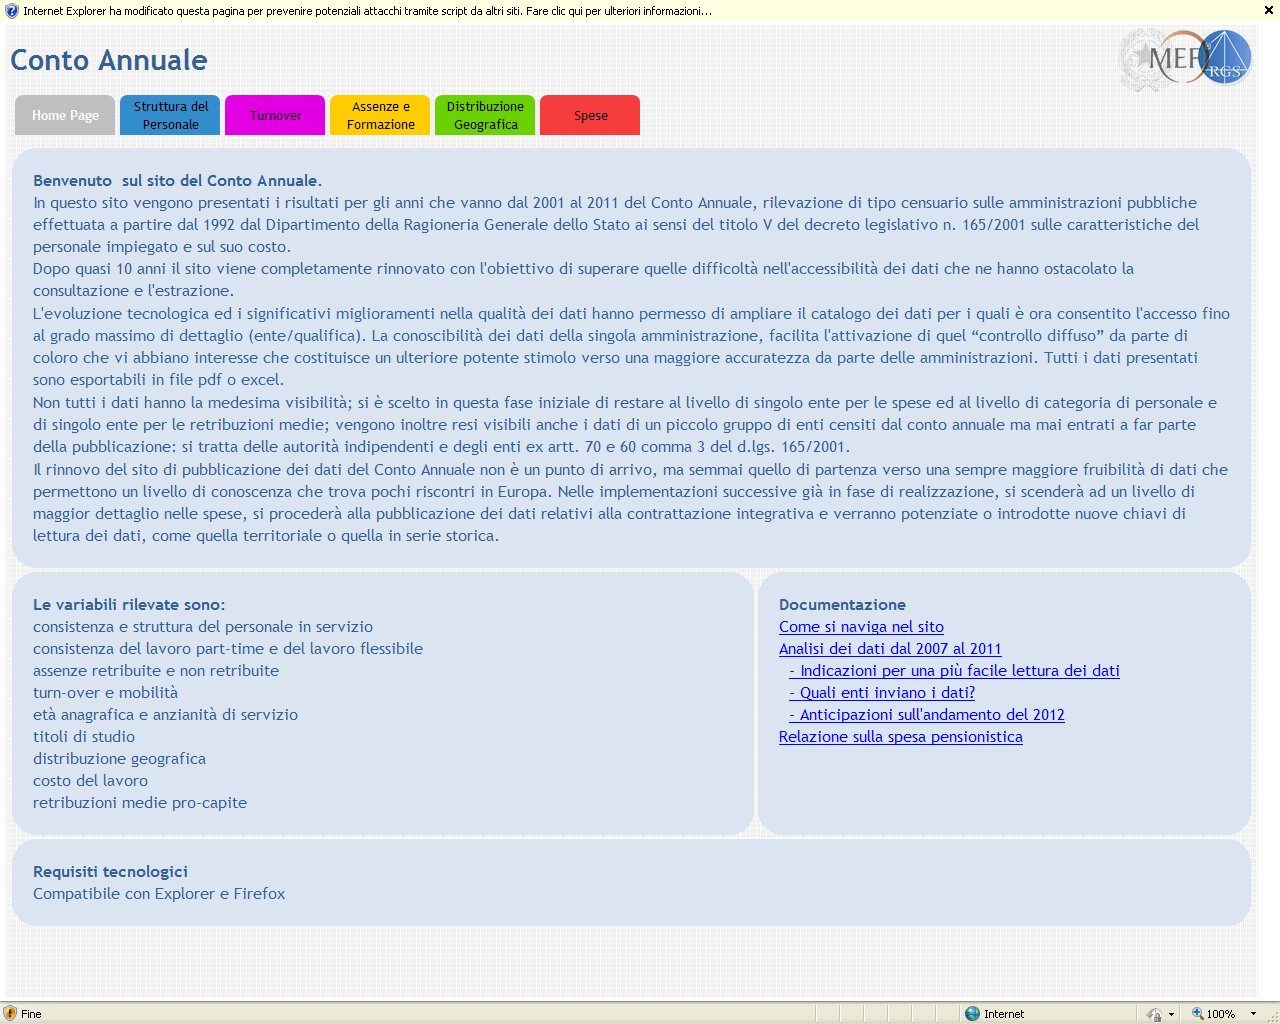 Internet Explorer ha modificato questa pagina per prevenire potenziali attacchi tramite script da altri siti. Fare clic qui per ulteriori informazioni...
Conto Annuale
MEF
RGS
Home Page
Struttura del
Personale
Turnover
Assenze e
Formazione
Distribuzione
Geografica
Spese
Benvenuto  sul sito del Conto Annuale.
In questo sito vengono presentati i risultati per gli anni che vanno dal 2001 al 2011 del Conto Annuale, rilevazione di tipo censuario sulle amministrazioni pubbliche
effettuata a partire dal 1992 dal Dipartimento della Ragioneria Generale dello Stato ai sensi del titolo V del decreto legislativo n. 165/2001 sulle caratteristiche del
personale impiegato e sul suo costo.
Dopo quasi 10 anni il sito viene completamente rinnovato con l'obiettivo di superare quelle difficoltà nell'accessibilità dei dati che ne hanno ostacolato la
consultazione e l'estrazione.
L'evoluzione tecnologica ed i significativi miglioramenti nella qualità dei dati hanno permesso di ampliare il catalogo dei dati per i quali è ora consentito l'accesso fino
al grado massimo di dettaglio (ente/qualifica). La conoscibilità dei dati della singola amministrazione, facilita l'attivazione di quel “controllo diffuso” da parte di
coloro che vi abbiano interesse che costituisce un ulteriore potente stimolo verso una maggiore accuratezza da parte delle amministrazioni. Tutti i dati presentati
sono esportabili in file pdf o excel.
Non tutti i dati hanno la medesima visibilità; si è scelto in questa fase iniziale di restare al livello di singolo ente per le spese ed al livello di categoria di personale e
di singolo ente per le retribuzioni medie; vengono inoltre resi visibili anche i dati di un piccolo gruppo di enti censiti dal conto annuale ma mai entrati a far parte
della pubblicazione: si tratta delle autorità indipendenti e degli enti ex artt. 70 e 60 comma 3 del d.lgs. 165/2001.
Il rinnovo del sito di pubblicazione dei dati del Conto Annuale non è un punto di arrivo, ma semmai quello di partenza verso una sempre maggiore fruibilità di dati che
permettono un livello di conoscenza che trova pochi riscontri in Europa. Nelle implementazioni successive già in fase di realizzazione, si scenderà ad un livello di
maggior dettaglio nelle spese, si procederà alla pubblicazione dei dati relativi alla contrattazione integrativa e verranno potenziate o introdotte nuove chiavi di
lettura dei dati, come quella territoriale o quella in serie storica.
Le variabili rilevate sono:
consistenza e struttura del personale in servizio
consistenza del lavoro part-time e del lavoro flessibile
assenze retribuite e non retribuite
turn-over e mobilità
età anagrafica e anzianità di servizio
titoli di studio
distribuzione geografica
costo del lavoro
retribuzioni medie pro-capite
Documentazione
Come si naviga nel sito
Analisi dei dati dal 2007 al 2011
- Indicazioni per una più facile lettura dei dati
- Quali enti inviano i dati?
- Anticipazioni sull'andamento del 2012
Relazione sulla spesa pensionistica
Requisiti tecnologici
Compatibile con Explorer e Firefox
Fine
Internet
100%